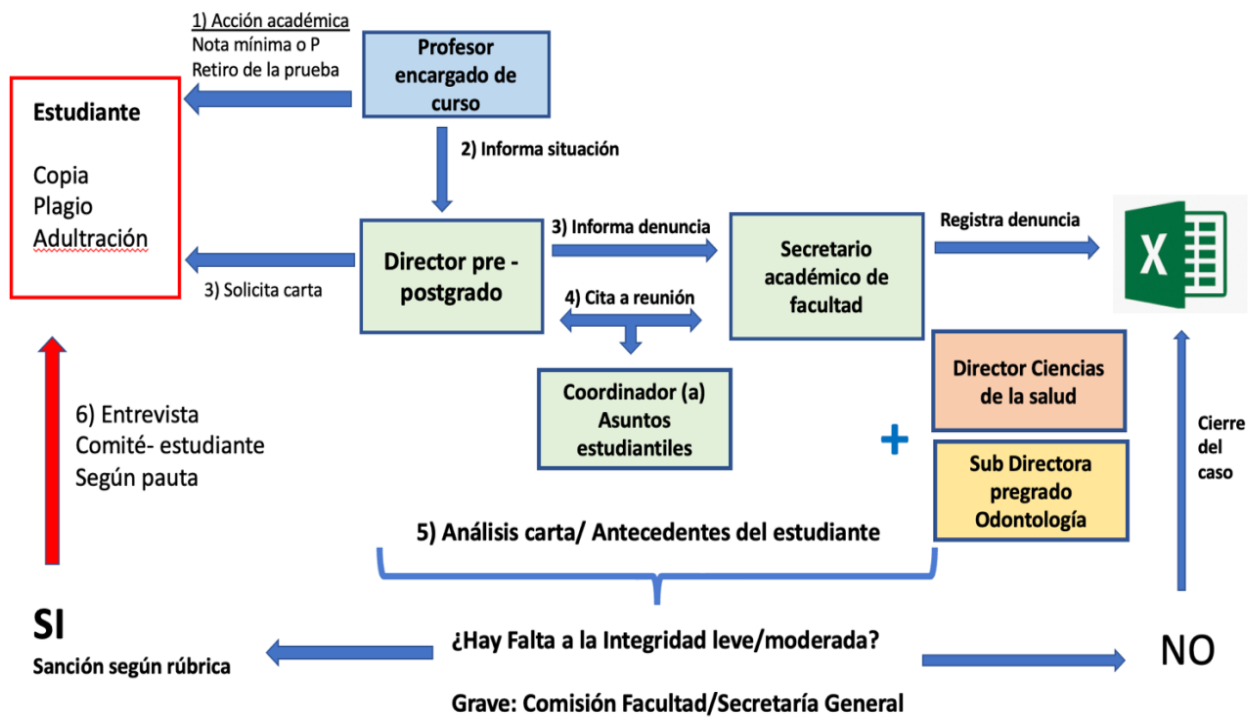 1) Acción académica
Nota mínima o P
Retiro de la prueba
Profesor
encargado de
curso
Estudiante
Copia
Plagio
Adultración
2) Informa situación
3) Solicita carta
Director pre -
postgrado
3) Informa denuncia
4) Cita a reunión
Secretario
académico de
facultad
Registra denuncia
X
Coordinador (a)
Asuntos
estudiantiles
+
Director Ciencias
de la salud
Sub Directora
pregrado
Odontología
Cierre
del
caso
6) Entrevista
Comité- estudiante
Según pauta
5) Análisis carta/ Antecedentes del estudiante
SI
Sanción según rúbrica
¿Hay Falta a la Integridad leve/moderada?
NO
Grave: Comisión Facultad/Secretaría General